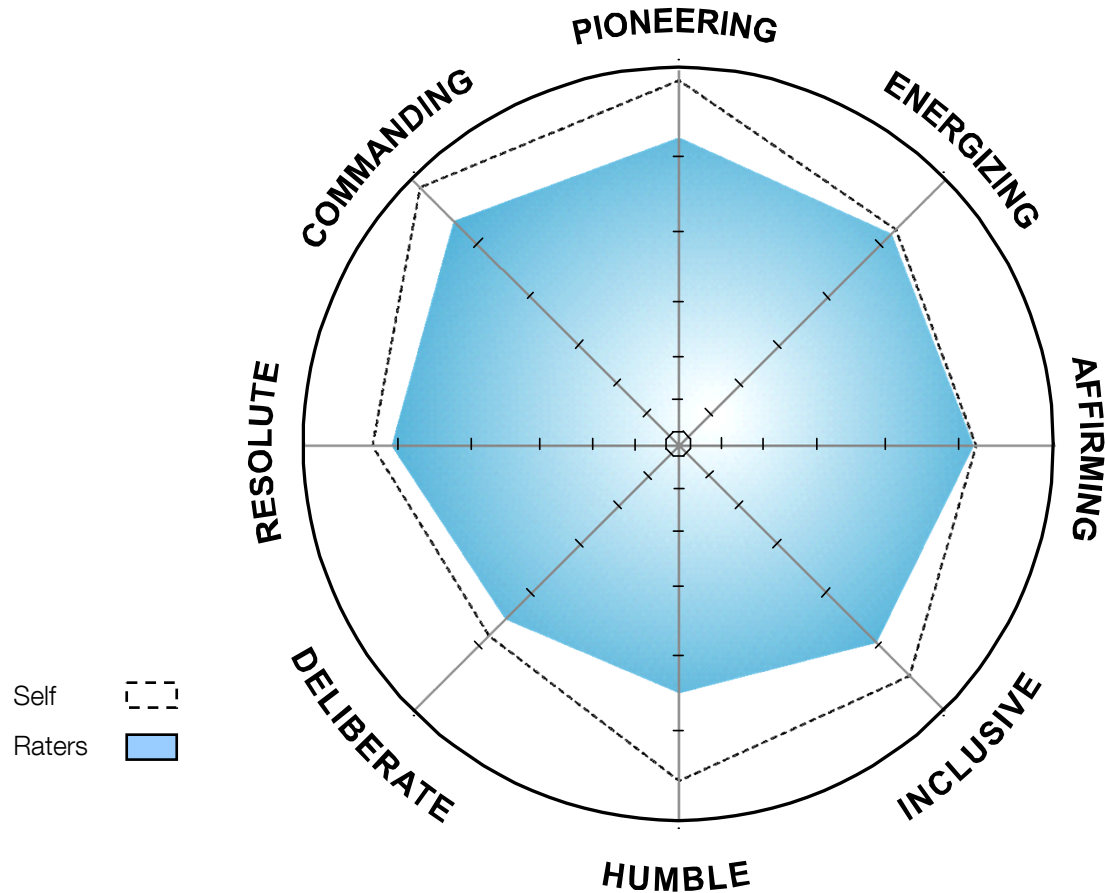 PIONEERING
ENERGIZING
AFFIRMING
INCLUSIVE
HUMBLE
DELIBERATE
RESOLUTE
COMMANDING
Self
Raters